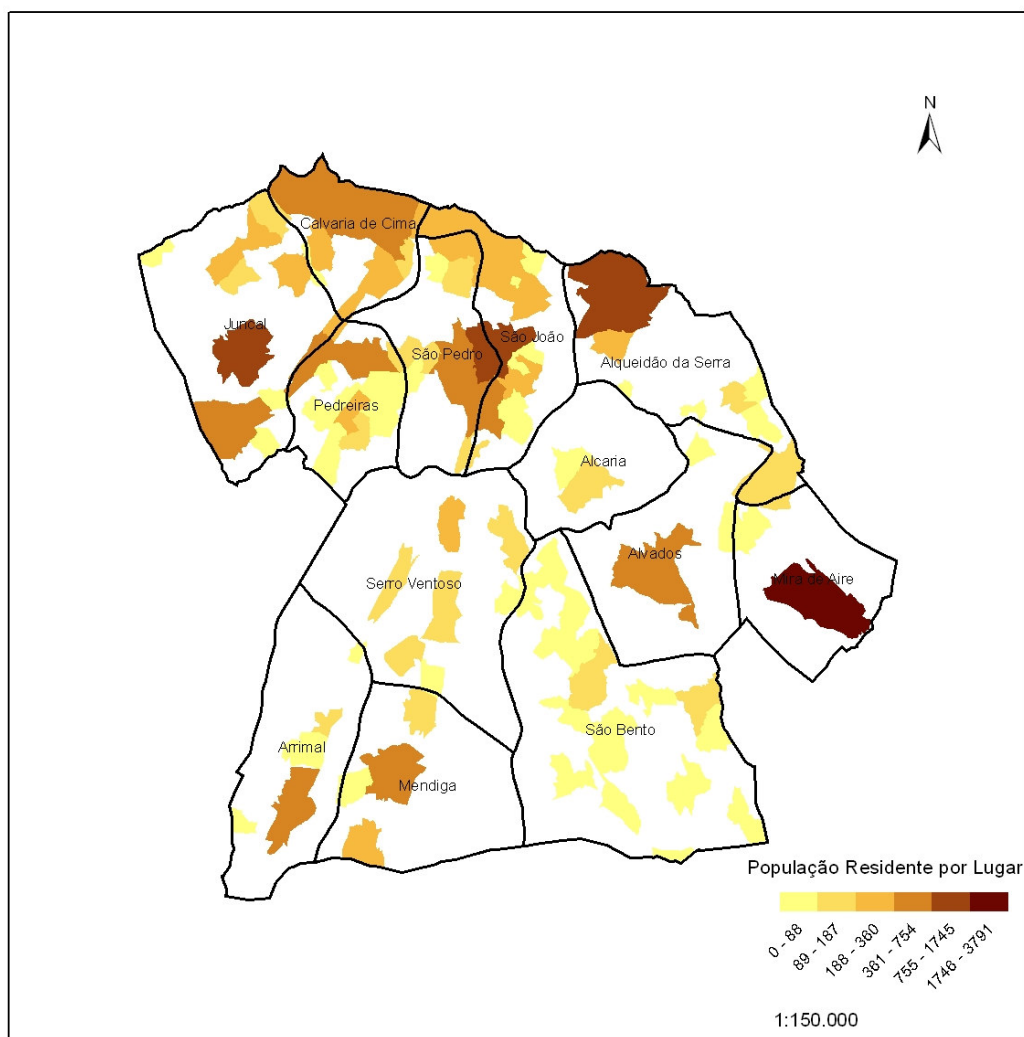 N
Calvaria de Cima
Juncal
São João
São Pedro
Alqueidão da Serra
Pedreiras
Alcaria
Alvados
Serro Ventoso
Mira de Aire
São Bento
Arrimal
Mendiga
População Residente por Lugar
0 - 88
89 - 187
188 - 360
361 - 754
755 - 1745
1746 - 3791
1:150.000